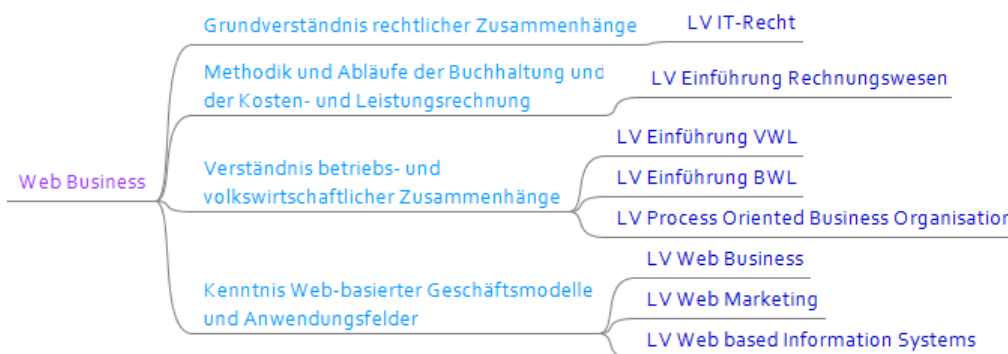 Web Business
Grundverständnis rechtlicher Zusammenhänge
LV IT-Recht
Methodik und Abläufe der Buchhaltung und
der Kosten- und Leistungsrechnung
LV Einführung Rechnungswesen
Verständnis betriebs- und
volkswirtschaftlicher Zusammenhänge
LV Einführung VWL
LV Einführung BWL
LV Process Oriented Business Organisation
Kenntnis Web-basierter Geschäftsmodelle
und Anwendungsfelder
LV Web Business
LV Web Marketing
LV Web based Information Systems